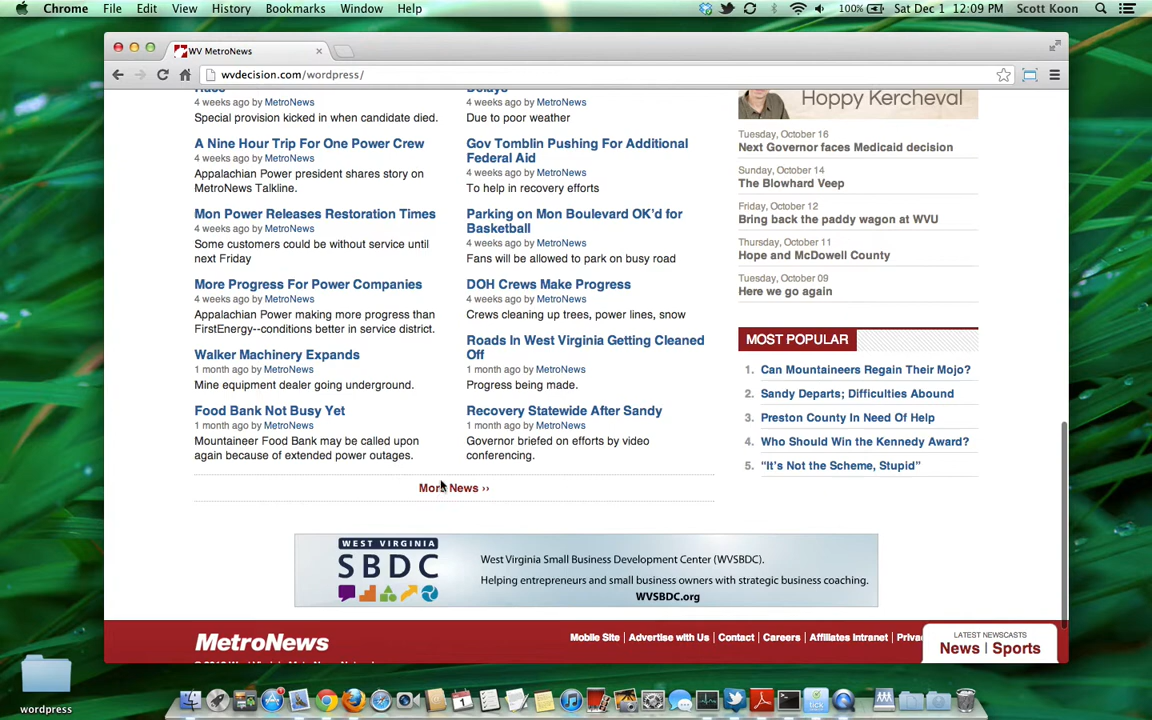 Chrome File Edit View History Bookmarks Window Help
100% Sat Dec 1 12:09 PM Scott Koon
WV MetroNews
wvdecision.com/wordpress/
Race
4 weeks ago by MetroNews
Special provision kicked in when candidate died.
A Nine Hour Trip For One Power Crew
4 weeks ago by MetroNews
Appalachian Power president shares story on
MetroNews Talkline.
Mon Power Releases Restoration Times
4 weeks ago by MetroNews
Some customers could be without service until
next Friday
More Progress For Power Companies
4 weeks ago by MetroNews
Appalachian Power making more progress than
FirstEnergy--conditions better in service district.
Walker Machinery Expands
1 month ago by MetroNews
Mine equipment dealer going underground.
Food Bank Not Busy Yet
1 month ago by MetroNews
Mountaineer Food Bank may be called upon
again because of extended power outages.
Delays
4 weeks ago by MetroNews
Due to poor weather
Gov Tomblin Pushing For Additional
Federal Aid
4 weeks ago by MetroNews
To help in recovery efforts
Parking on Mon Boulevard OK’d for
Basketball
4 weeks ago by MetroNews
Fans will be allowed to park on busy road
DOH Crews Make Progress
4 weeks ago by MetroNews
Crews cleaning up trees, power lines, snow
Roads In West Virginia Getting Cleaned
Off
1 month ago by MetroNews
Progress being made.
Recovery Statewide After Sandy
1 month ago by MetroNews
Governor briefed on efforts by video
conferencing.
More News ››
Hoppy Kercheval
Tuesday, October 16
Next Governor faces Medicaid decision
Sunday, October 14
The Blowhard Veep
Friday, October 12
Bring back the paddy wagon at WVU
Thursday, October 11
Hope and McDowell County
Tuesday, October 09
Here we go again
MOST POPULAR
1. Can Mountaineers Regain Their Mojo?
2. Sandy Departs; Difficulties Abound
3. Preston County In Need Of Help
4. Who Should Win the Kennedy Award?
5. “It’s Not the Scheme, Stupid”
WEST VIRGINIA
SBDC
West Virginia Small Business Development Center (WVSBDC).
Helping entrepreneurs and small business owners with strategic business coaching.
WVSBDC.org
MetroNews
Mobile Site | Advertise with Us | Contact | Careers | Affiliates Intranet | Priva
LATEST NEWSCASTS
News | Sports
wordpress